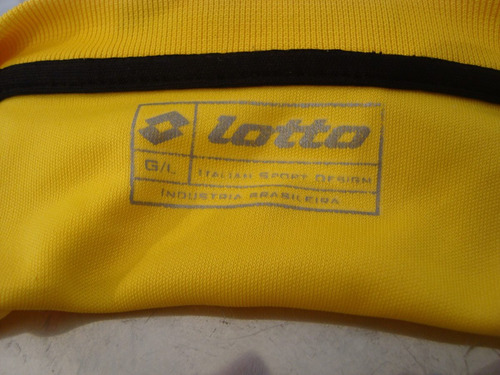 lotto
G/L Italian Sport Design
Industria Brasileira